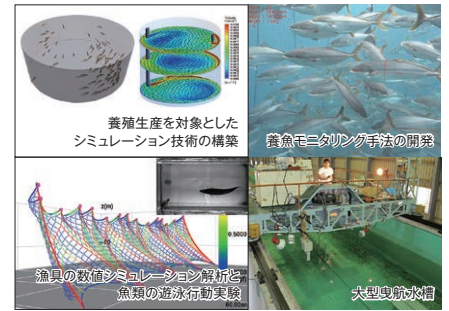 養殖生産を対象とした
シミュレーション技術の構築
養魚モニタリング手法の開発
z(m)
0.5000
漁具の数値シミュレーション解析と
魚類の遊泳行動実験
大型曳航水槽